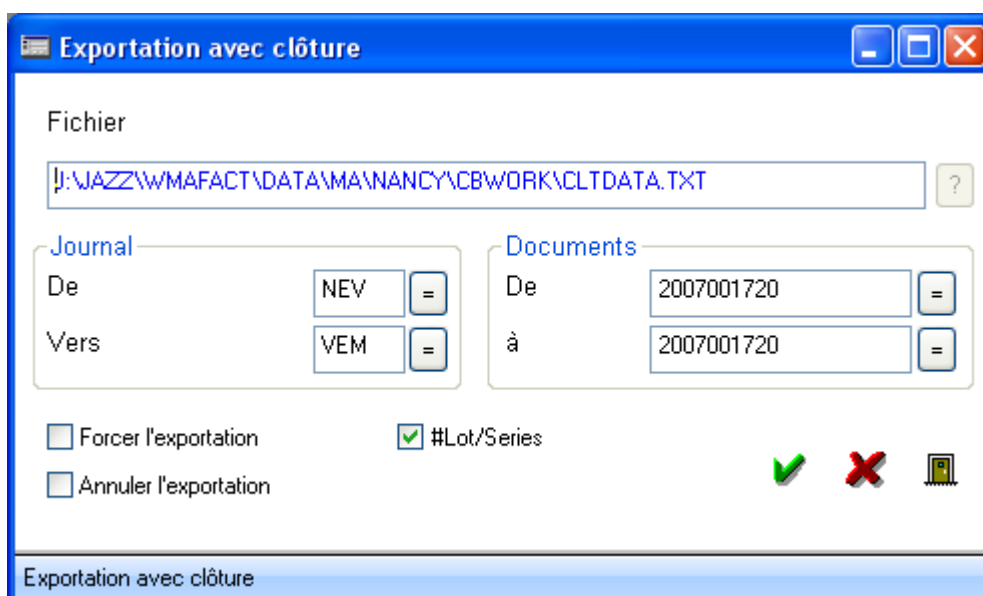 Exportation avec clôture
Fichier
J:\JAZZ\WMAFACT\DATA\MA\NANCY\CBWORK\CLTDATA.TXT
?
Journal
Documents
De NEV = De 2007001720 =
Vers VEM = à 2007001720 =
Forcer l'exportation #Lot/Series
Annuler l'exportation
Exportation avec clôture